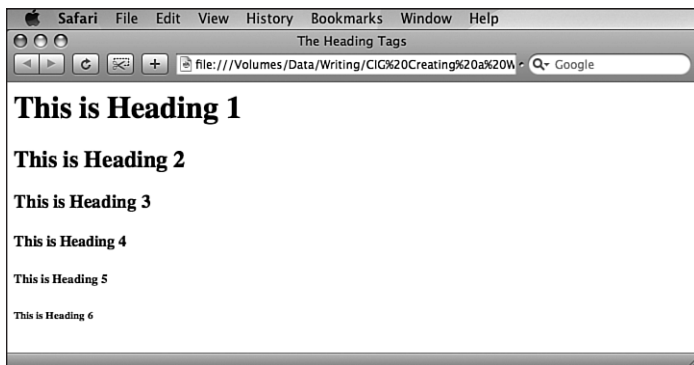 Safari File Edit View History Bookmarks Window Help
The Heading Tags
file:///Volumes/Data/Writing/CIG%20Creating%20a%20W
Google
This is Heading 1
This is Heading 2
This is Heading 3
This is Heading 4
This is Heading 5
This is Heading 6